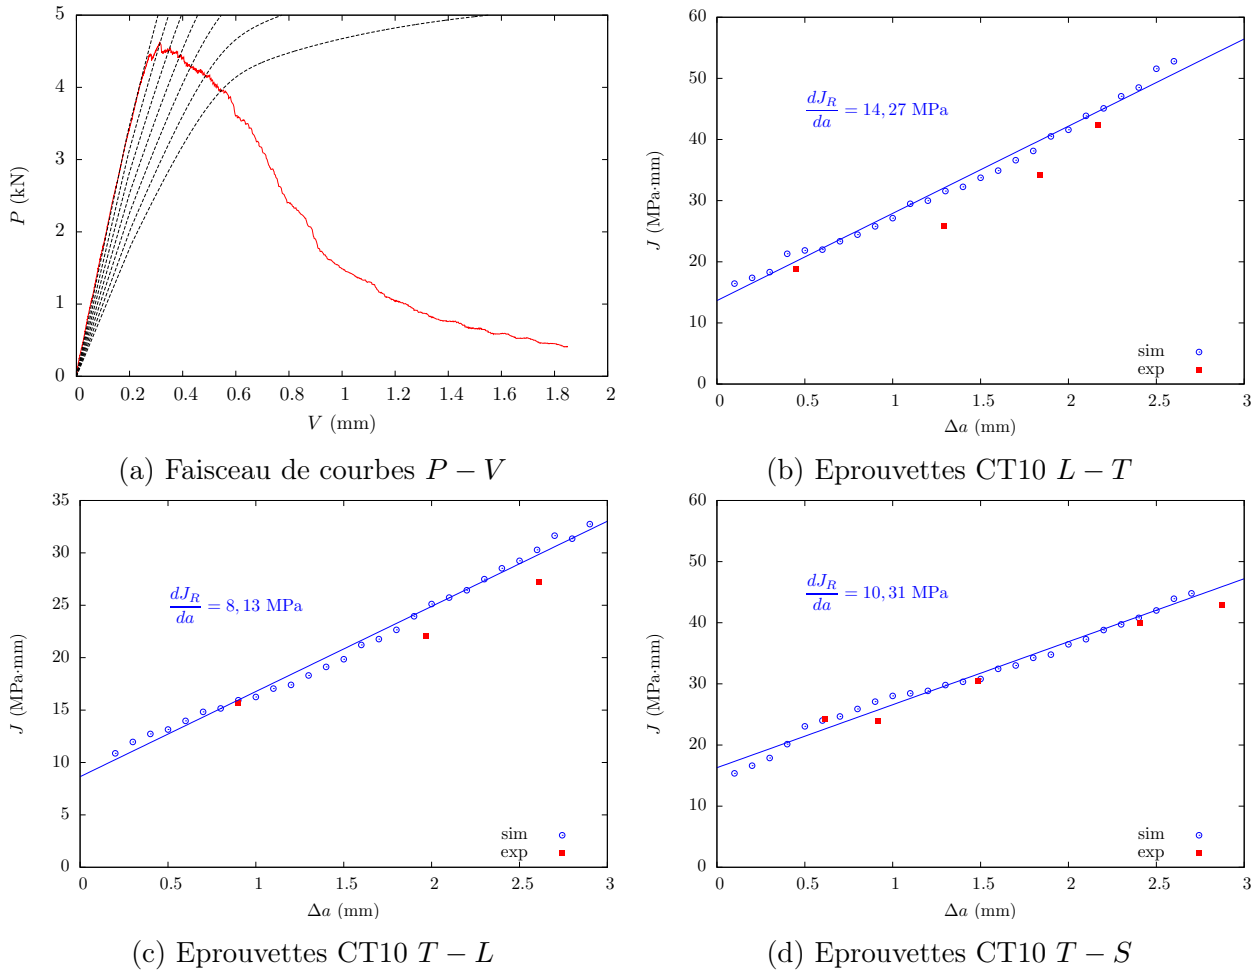 5
4
3
2
1
0
P (kN)
0 0.2 0.4 0.6 0.8 1 1.2 1.4 1.6 1.8 2
V (mm)
(a) Faisceau de courbes P − V
60
50
40
30
20
10
0
J (MPa·mm)
dJ_R
da
= 14, 27 MPa
sim
exp
0 0.5 1 1.5 2 2.5 3
Δa (mm)
(b) Eprouvettes CT10 L − T
35
30
25
20
15
10
5
0
J (MPa·mm)
dJ_R
da
= 8, 13 MPa
sim
exp
0 0.5 1 1.5 2 2.5 3
Δa (mm)
(c) Eprouvettes CT10 T − L
60
50
40
30
20
10
0
J (MPa·mm)
dJ_R
da
= 10, 31 MPa
sim
exp
0 0.5 1 1.5 2 2.5 3
Δa (mm)
(d) Eprouvettes CT10 T − S